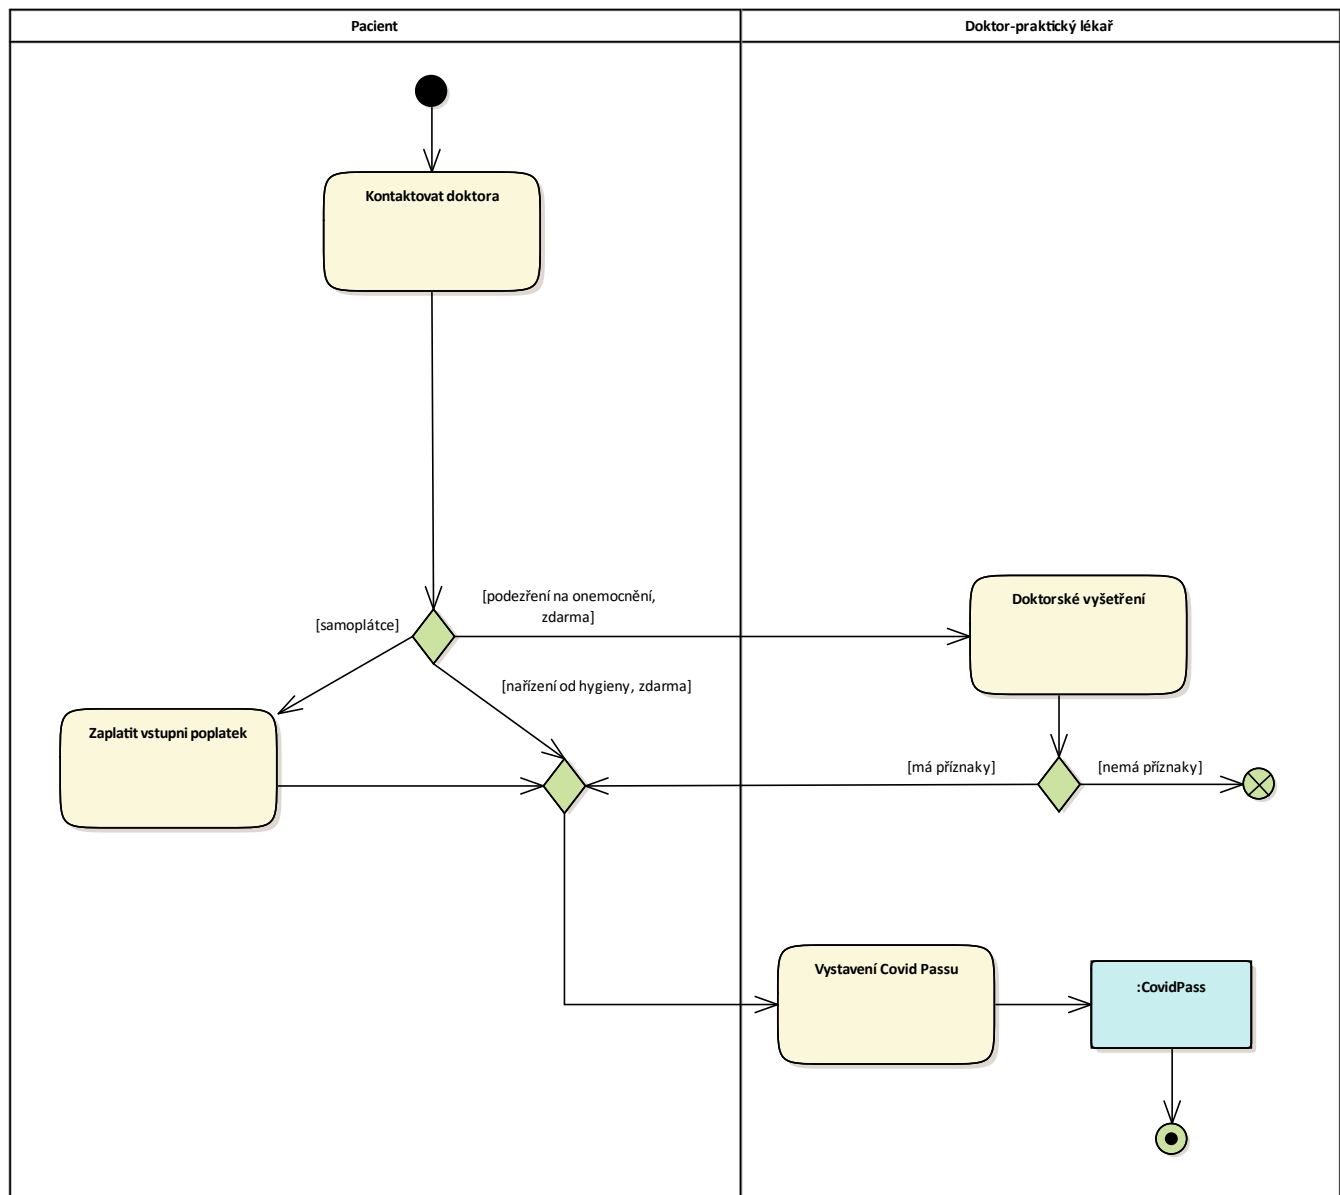 Pacient
Doktor-praktický lékař
Kontaktovat doktora
[podezření na onemocnění,
zdarma]
[samoplátce]
Doktorské vyšetření
[nařízení od hygieny, zdarma]
Zaplatit vstupni poplatek
[má příznaky]
[nemá příznaky]
Vystavení Covid Passu
:CovidPass